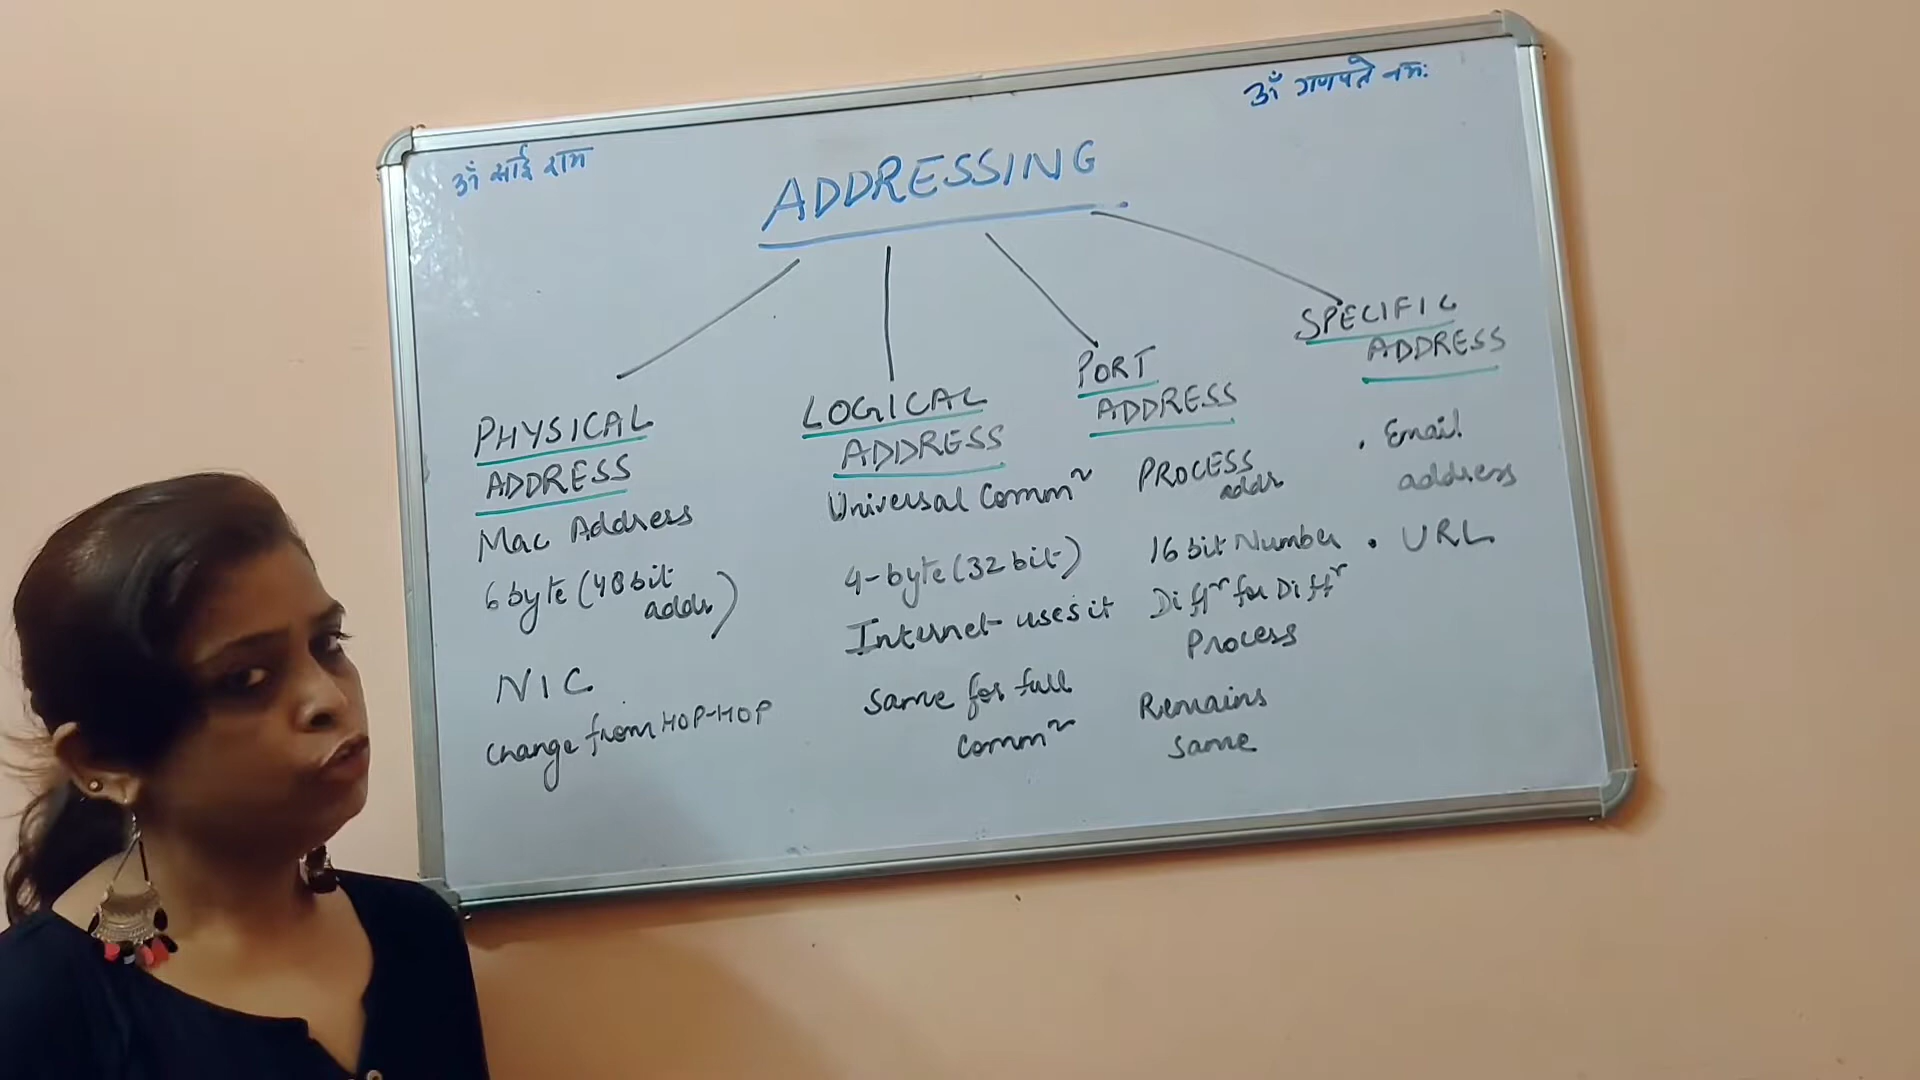 ॐ साईं राम
ॐ गणपते नमः
ADDRESSING
PHYSICAL
ADDRESS
Mac Address
6 byte (48 bit
addr)
NIC
Change from HOP-HOP
LOGICAL
ADDRESS
Universal Commⁿ
4-byte (32 bit)
Internet uses it
Same for full
Commⁿ
PORT
ADDRESS
PROCESS
addr
16 bit Number
Diffʳ for Diffʳ
Process
Remains
Same
SPECIFIC
ADDRESS
• Email
address
• URL